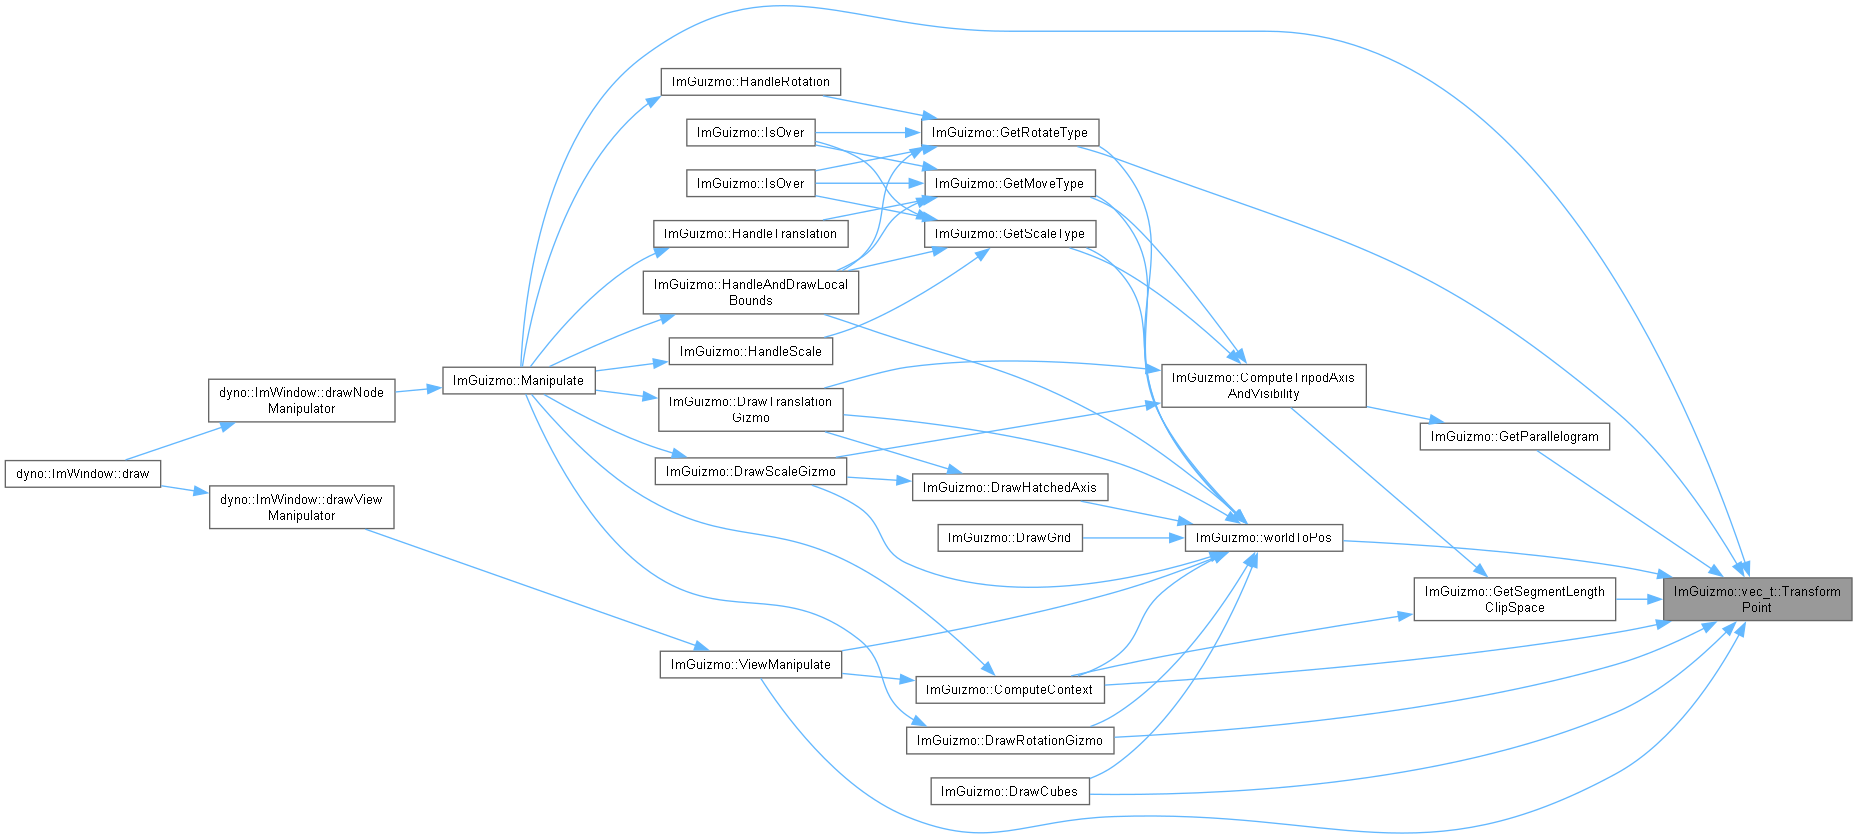 ImGuizmo::HandleRotation
ImGuizmo::IsOver
ImGuizmo::GetRotateType
ImGuizmo::IsOver
ImGuizmo::GetMoveType
ImGuizmo::HandleTranslation
ImGuizmo::GetScaleType
ImGuizmo::HandleAndDrawLocal
Bounds
ImGuizmo::HandleScale
ImGuizmo::Manipulate
ImGuizmo::ComputeTripodAxis
AndVisibility
dyno::ImWindow::drawNode
Manipulator
ImGuizmo::DrawTranslation
Gizmo
ImGuizmo::GetParallelogram
dyno::ImWindow::draw
ImGuizmo::DrawScaleGizmo
ImGuizmo::DrawHatchedAxis
dyno::ImWindow::drawView
Manipulator
ImGuizmo::DrawGrid
ImGuizmo::worldToPos
ImGuizmo::GetSegmentLength
ClipSpace
ImGuizmo::vec_t::Transform
Point
ImGuizmo::ViewManipulate
ImGuizmo::ComputeContext
ImGuizmo::DrawRotationGizmo
ImGuizmo::DrawCubes